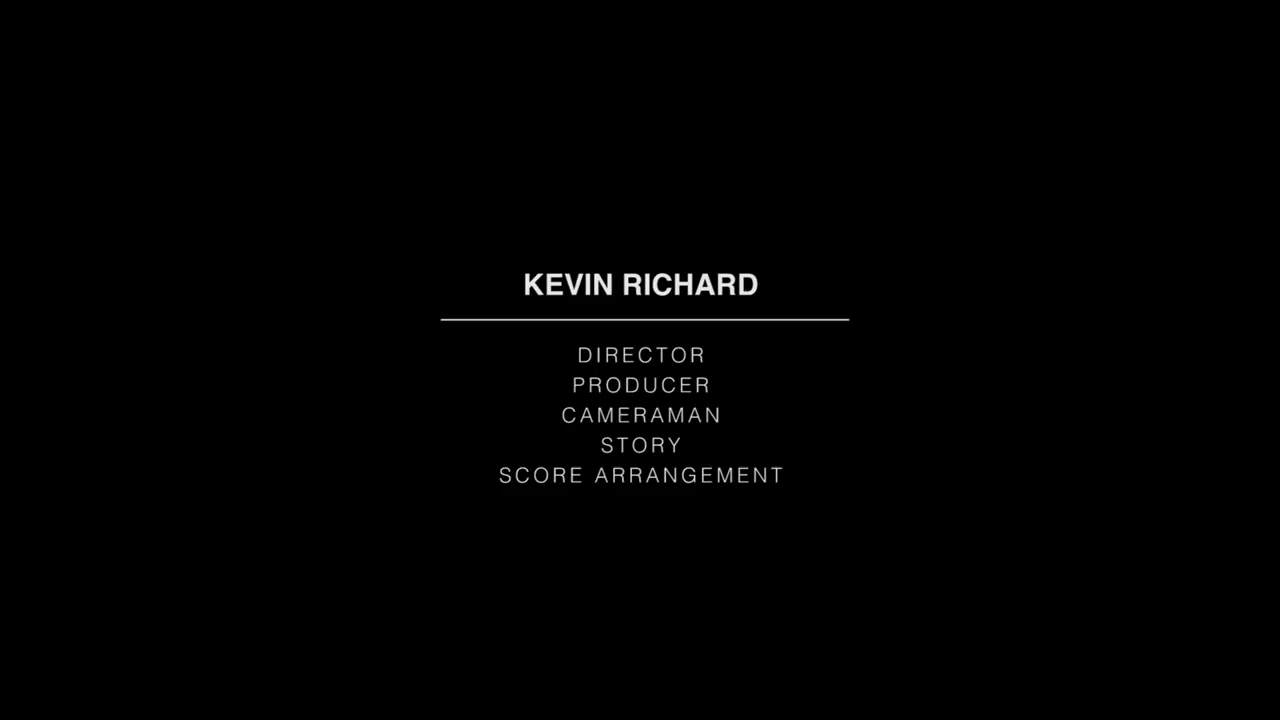 KEVIN RICHARD
DIRECTOR
PRODUCER
CAMERAMAN
STORY
SCORE ARRANGEMENT